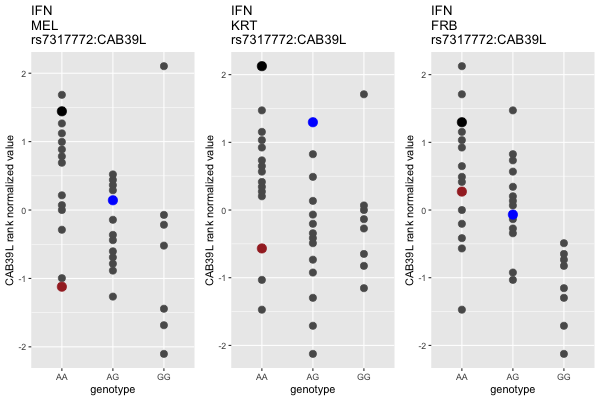 IFN
MEL
rs7317772:CAB39L
CAB39L rank normalized value
2
1
0
-1
-2
AA AG GG
genotype
IFN
KRT
rs7317772:CAB39L
CAB39L rank normalized value
2
1
0
-1
-2
AA AG GG
genotype
IFN
FRB
rs7317772:CAB39L
CAB39L rank normalized value
2
1
0
-1
-2
AA AG GG
genotype